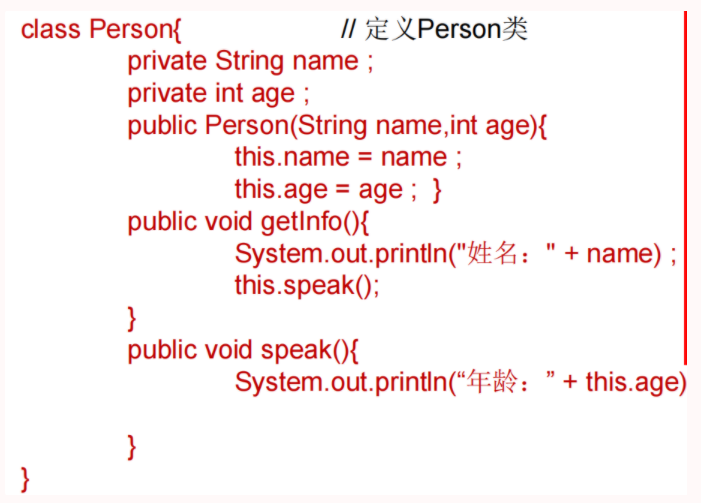 class Person{ // 定义Person类
private String name ;
private int age ;
public Person(String name,int age){
this.name = name ;
this.age = age ; }
public void getInfo(){
System.out.println("姓名：" + name) ;
this.speak();
}
public void speak(){
System.out.println(“年龄：” + this.age)
}
}